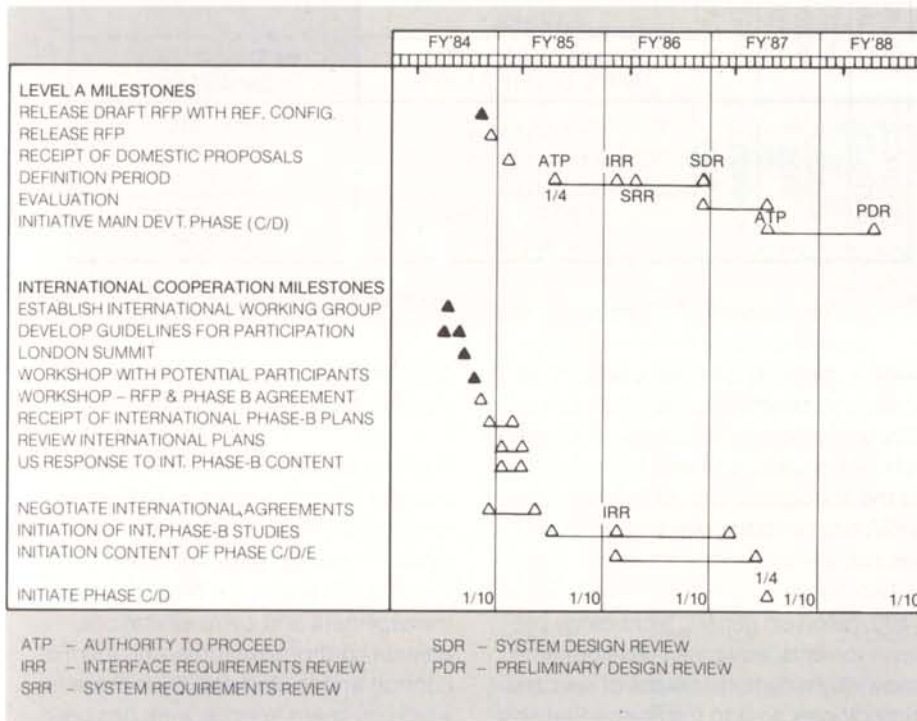 FY'84 FY'85 FY'86 FY'87 FY'88
LEVEL A MILESTONES
RELEASE DRAFT RFP WITH REF. CONFIG.
RELEASE RFP
RECEIPT OF DOMESTIC PROPOSALS ATP IRR SDR
DEFINITION PERIOD
EVALUATION 1/4 SRR
INITIATIVE MAIN DEVT. PHASE (C/D) ATP PDR
INTERNATIONAL COOPERATION MILESTONES
ESTABLISH INTERNATIONAL WORKING GROUP
DEVELOP GUIDELINES FOR PARTICIPATION
LONDON SUMMIT
WORKSHOP WITH POTENTIAL PARTICIPANTS
WORKSHOP – RFP & PHASE B AGREEMENT
RECEIPT OF INTERNATIONAL PHASE-B PLANS
REVIEW INTERNATIONAL PLANS
US RESPONSE TO INT. PHASE-B CONTENT
NEGOTIATE INTERNATIONAL, AGREEMENTS IRR
INITIATION OF INT. PHASE-B STUDIES
INITIATION CONTENT OF PHASE C/D/E
1/4
INITIATE PHASE C/D 1/10 1/10 1/10 1/10 1/10
ATP – AUTHORITY TO PROCEED SDR – SYSTEM DESIGN REVIEW
IRR – INTERFACE REQUIREMENTS REVIEW PDR – PRELIMINARY DESIGN REVIEW
SRR – SYSTEM REQUIREMENTS REVIEW